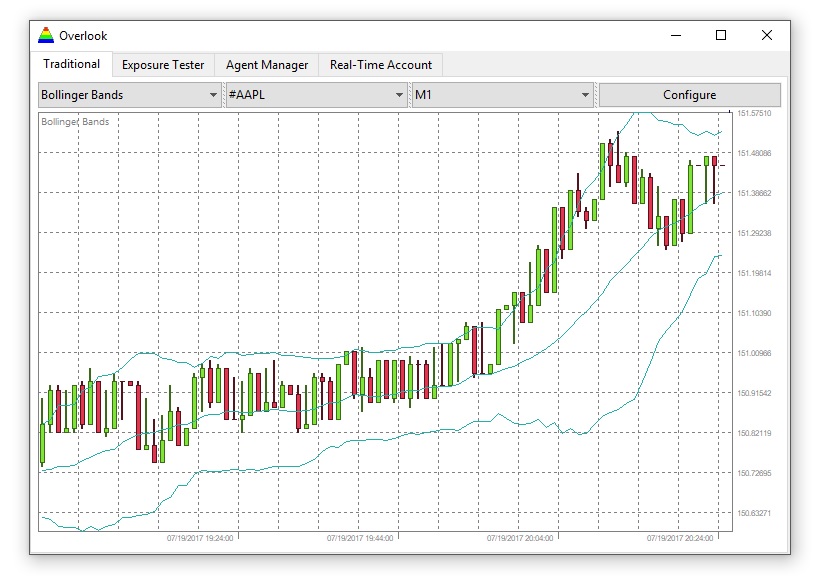 Overlook
Traditional Exposure Tester Agent Manager Real-Time Account
Bollinger Bands #AAPL M1 Configure
Bollinger Bands
151.57510
151.48086
151.38662
151.29238
151.19814
151.10390
151.00966
150.91542
150.82119
150.72695
150.63271
07/19/2017 19:24:00 07/19/2017 19:44:00 07/19/2017 20:04:00 07/19/2017 20:24:00